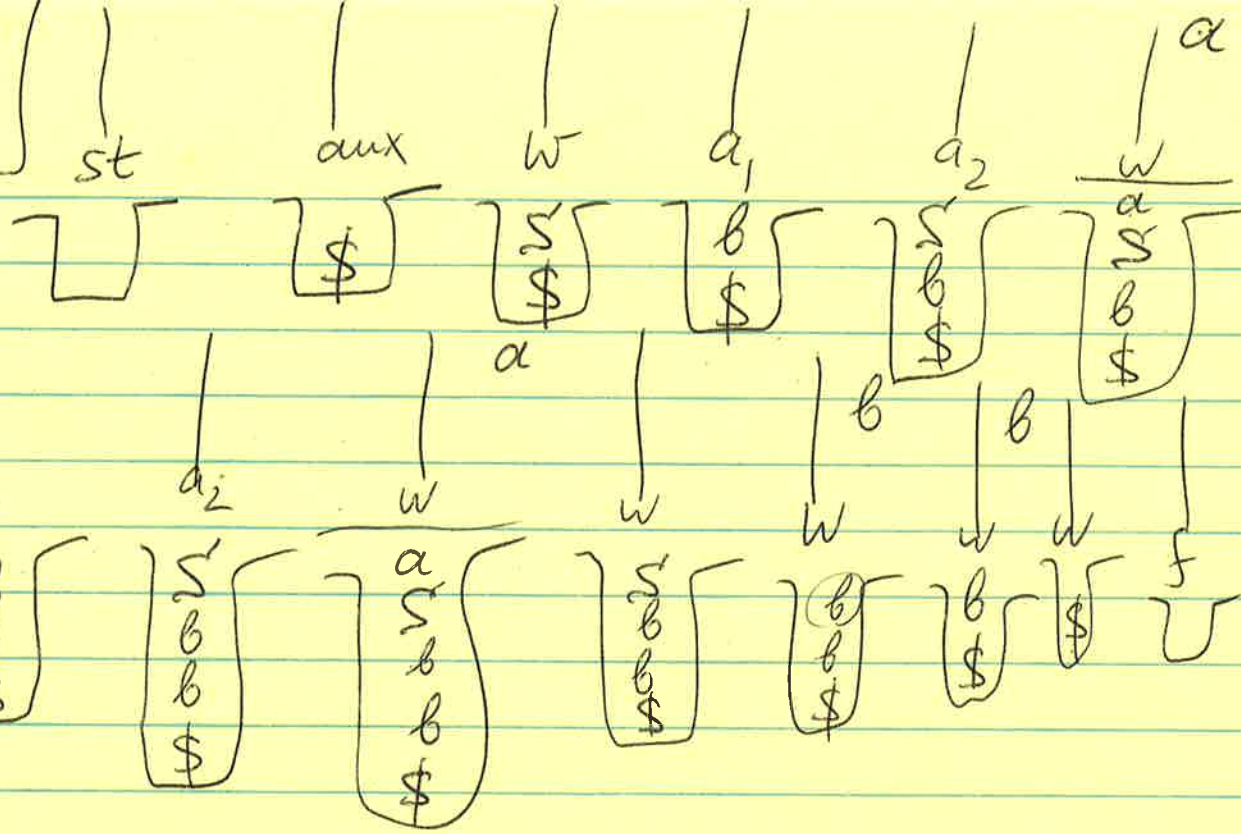 a
st aux w a₁ a₂ w
a
S b S S
$ $ $ b b
$ $
a
b b
a₂ w w W w w f
S a S b b $
b S b b $
b b b $
$ b $
$